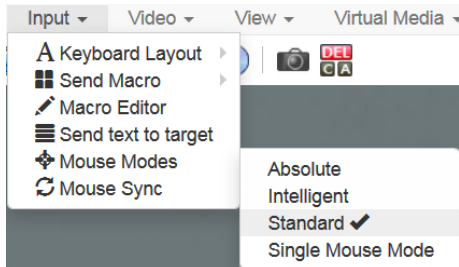 Input Video View Virtual Media
DEL
C A
Keyboard Layout
Send Macro
Macro Editor
Send text to target
Mouse Modes
Mouse Sync
Absolute
Intelligent
Standard
Single Mouse Mode